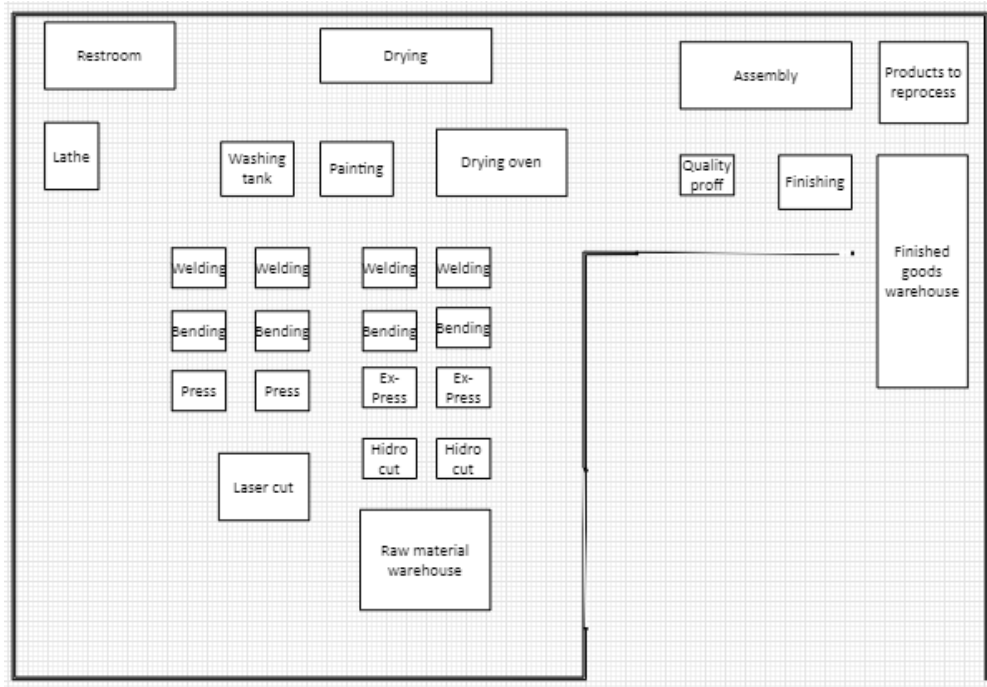 Restroom
Drying
Assembly
Products to
reprocess
Lathe
Washing
tank
Painting
Drying oven
Quality
proff
Finishing
Finished
goods
warehouse
Welding
Welding
Welding
Welding
Bending
Bending
Bending
Bending
Press
Press
Ex-
Press
Ex-
Press
Hidro
cut
Hidro
cut
Laser cut
Raw material
warehouse